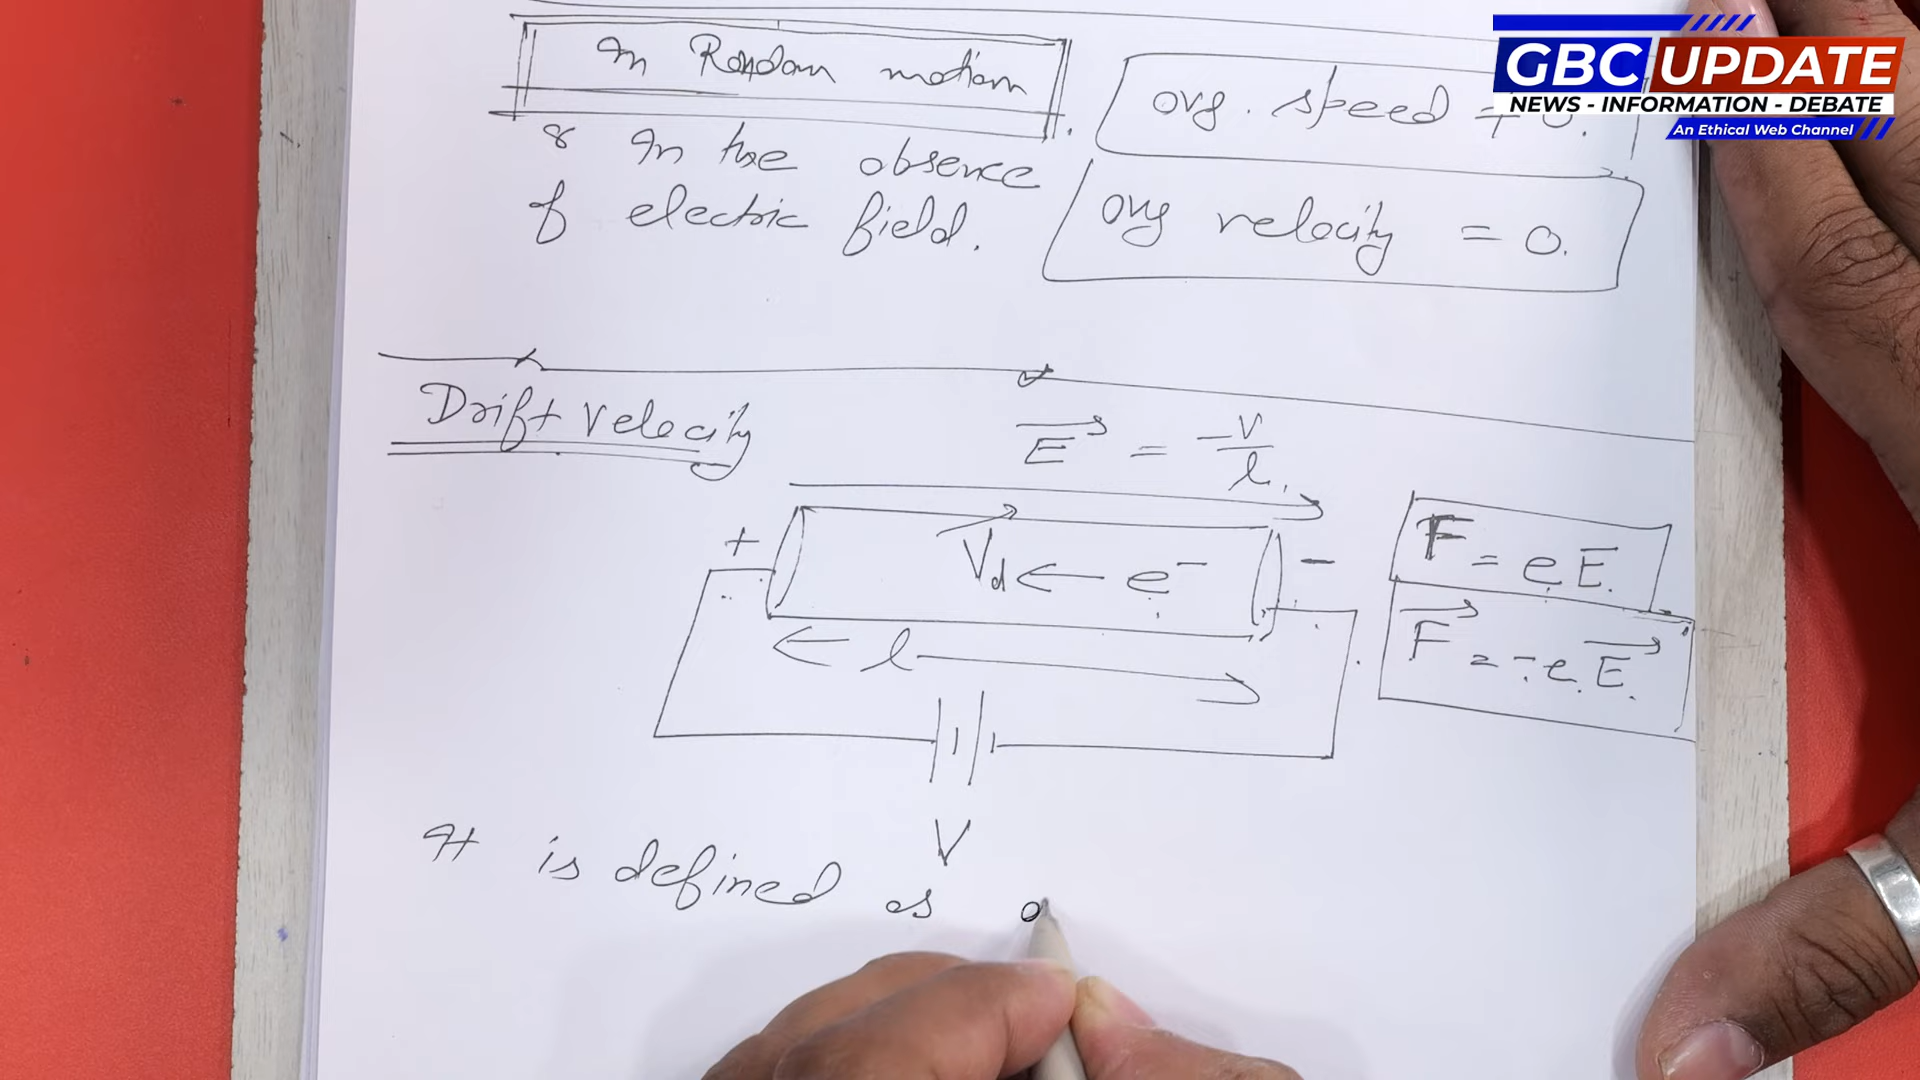 In Random motion
& In the absence
of electric field.
avg. speed ≠ 0.
avg velocity = 0.
GBC UPDATE
NEWS - INFORMATION - DEBATE
An Ethical Web Channel
Drift Velocity
E = -V/l
+ Vd ← e⁻ -
l
V
F = eE.
F = -e.E.
It is defined as a